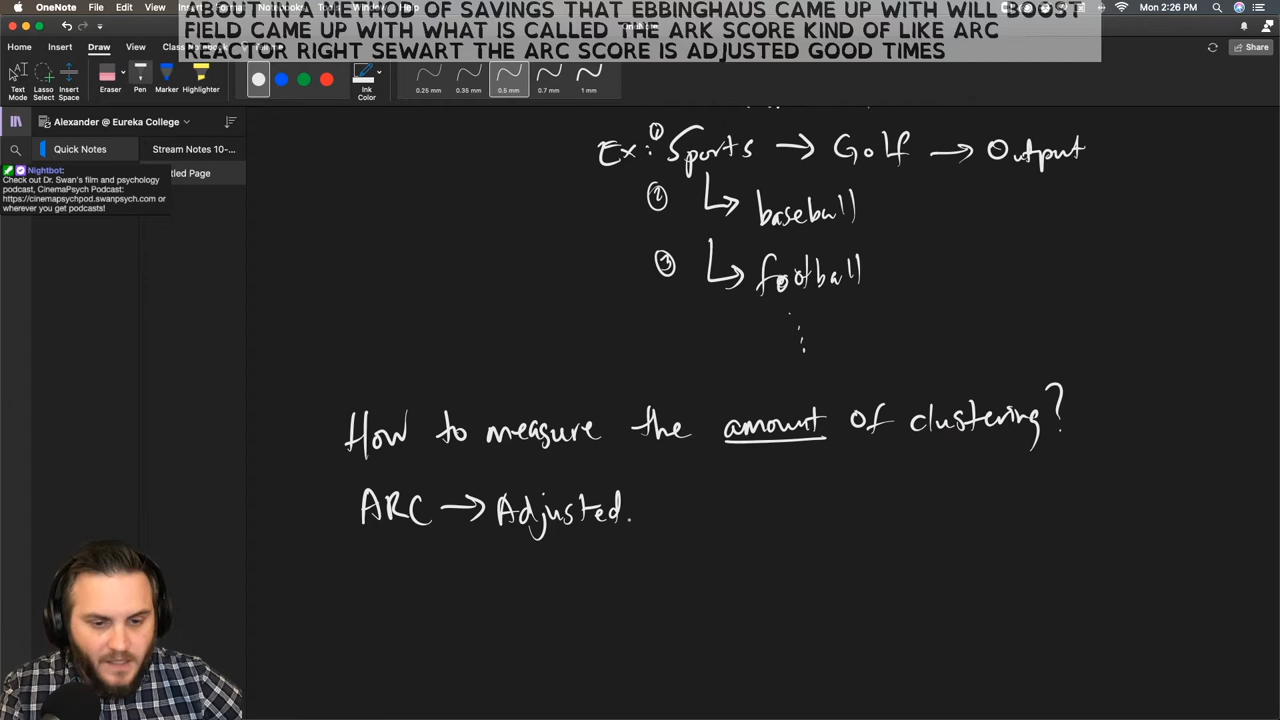 ABOUT IN A METHOD OF SAVINGS THAT EBBINGHAUS CAME UP WITH WILL BOOST
FIELD CAME UP WITH WHAT IS CALLED THE ARK SCORE KIND OF LIKE ARC
REACTOR RIGHT SEWART THE ARC SCORE IS ADJUSTED GOOD TIMES
OneNote File Edit View Mon 2:26 PM
Home Insert Draw View Class Notebook Share
Text Mode Lasso Select Insert Space Eraser Pen Marker Highlighter Ink Color 0.25 mm 0.35 mm 0.5 mm 0.7 mm 1 mm
Alexander @ Eureka College
Quick Notes Stream Notes 10-...
Nightbot:
Check out Dr. Swan's film and psychology
podcast, CinemaPsych Podcast:
https://cinemapsychpod.swanpsych.com or
wherever you get podcasts!
tled Page
Ex: ① Sports → Golf → Output
② baseball
③ football
How to measure the amount of clustering?
ARC → Adjusted.